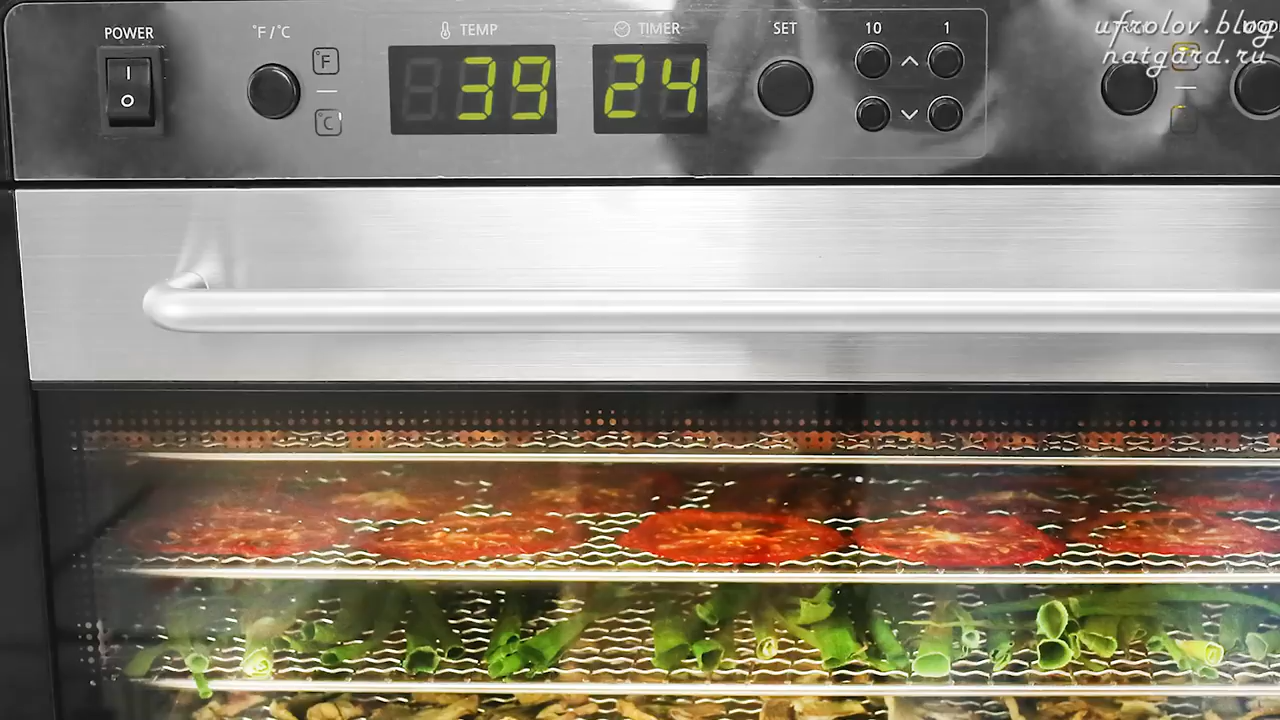 POWER
°F/°C
°F
°C
TEMP
39
TIMER
24
SET
10
1
ufrolov.blog
natgard.ru